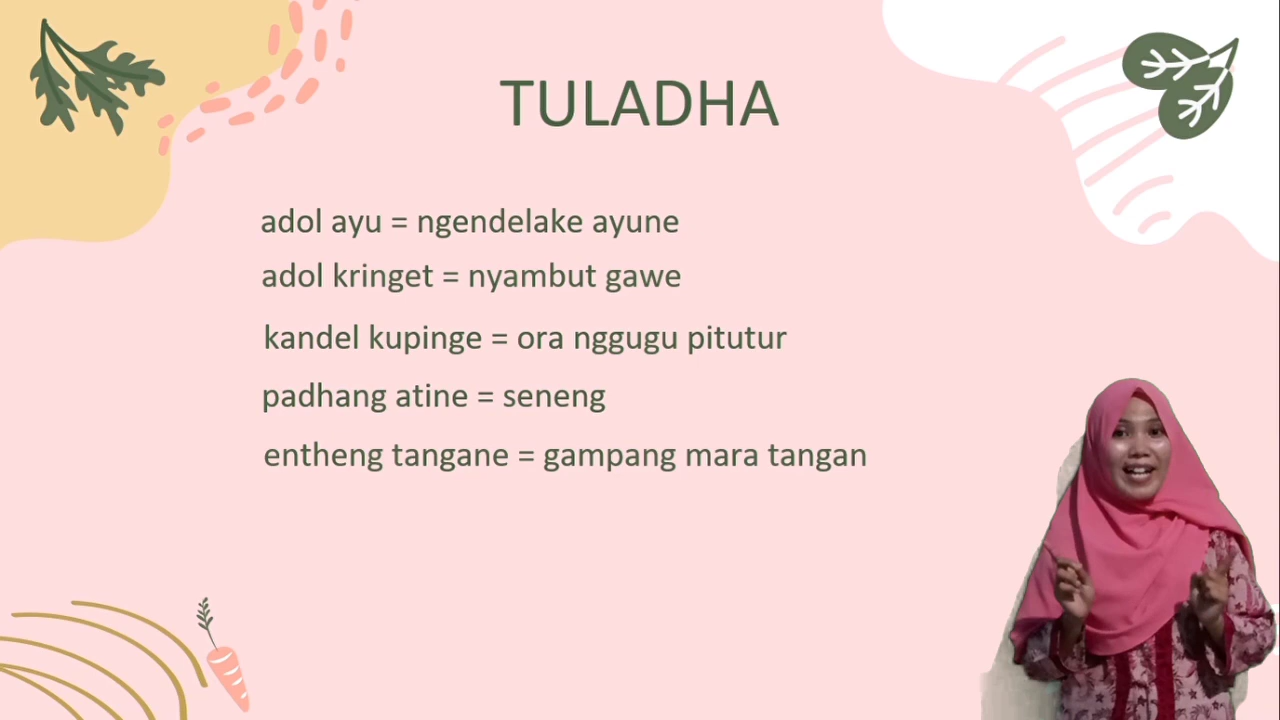 TULADHA
adol ayu = ngendelake ayune
adol kringet = nyambut gawe
kandel kupinge = ora nggugu pitutur
padhang atine = seneng
entheng tangane = gampang mara tangan